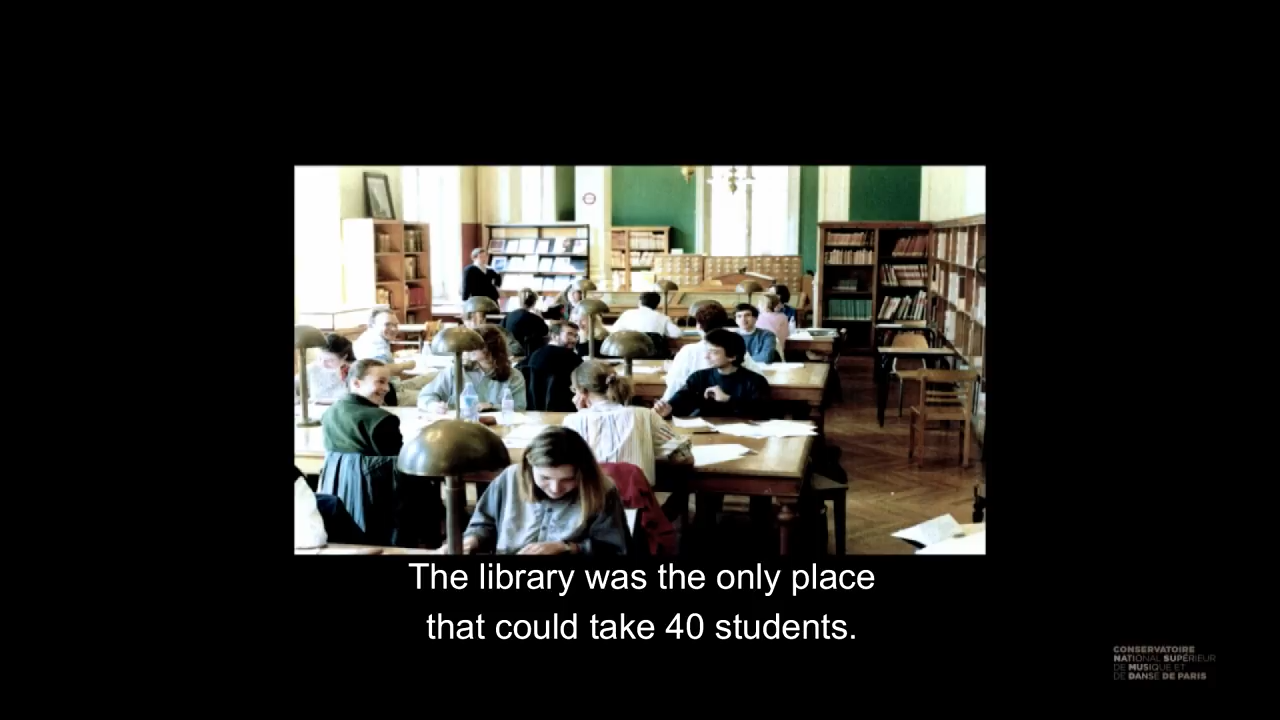 The library was the only place
that could take 40 students.
CONSERVATOIRE
NATIONAL SUPÉRIEUR
DE MUSIQUE ET
DE DANSE DE PARIS